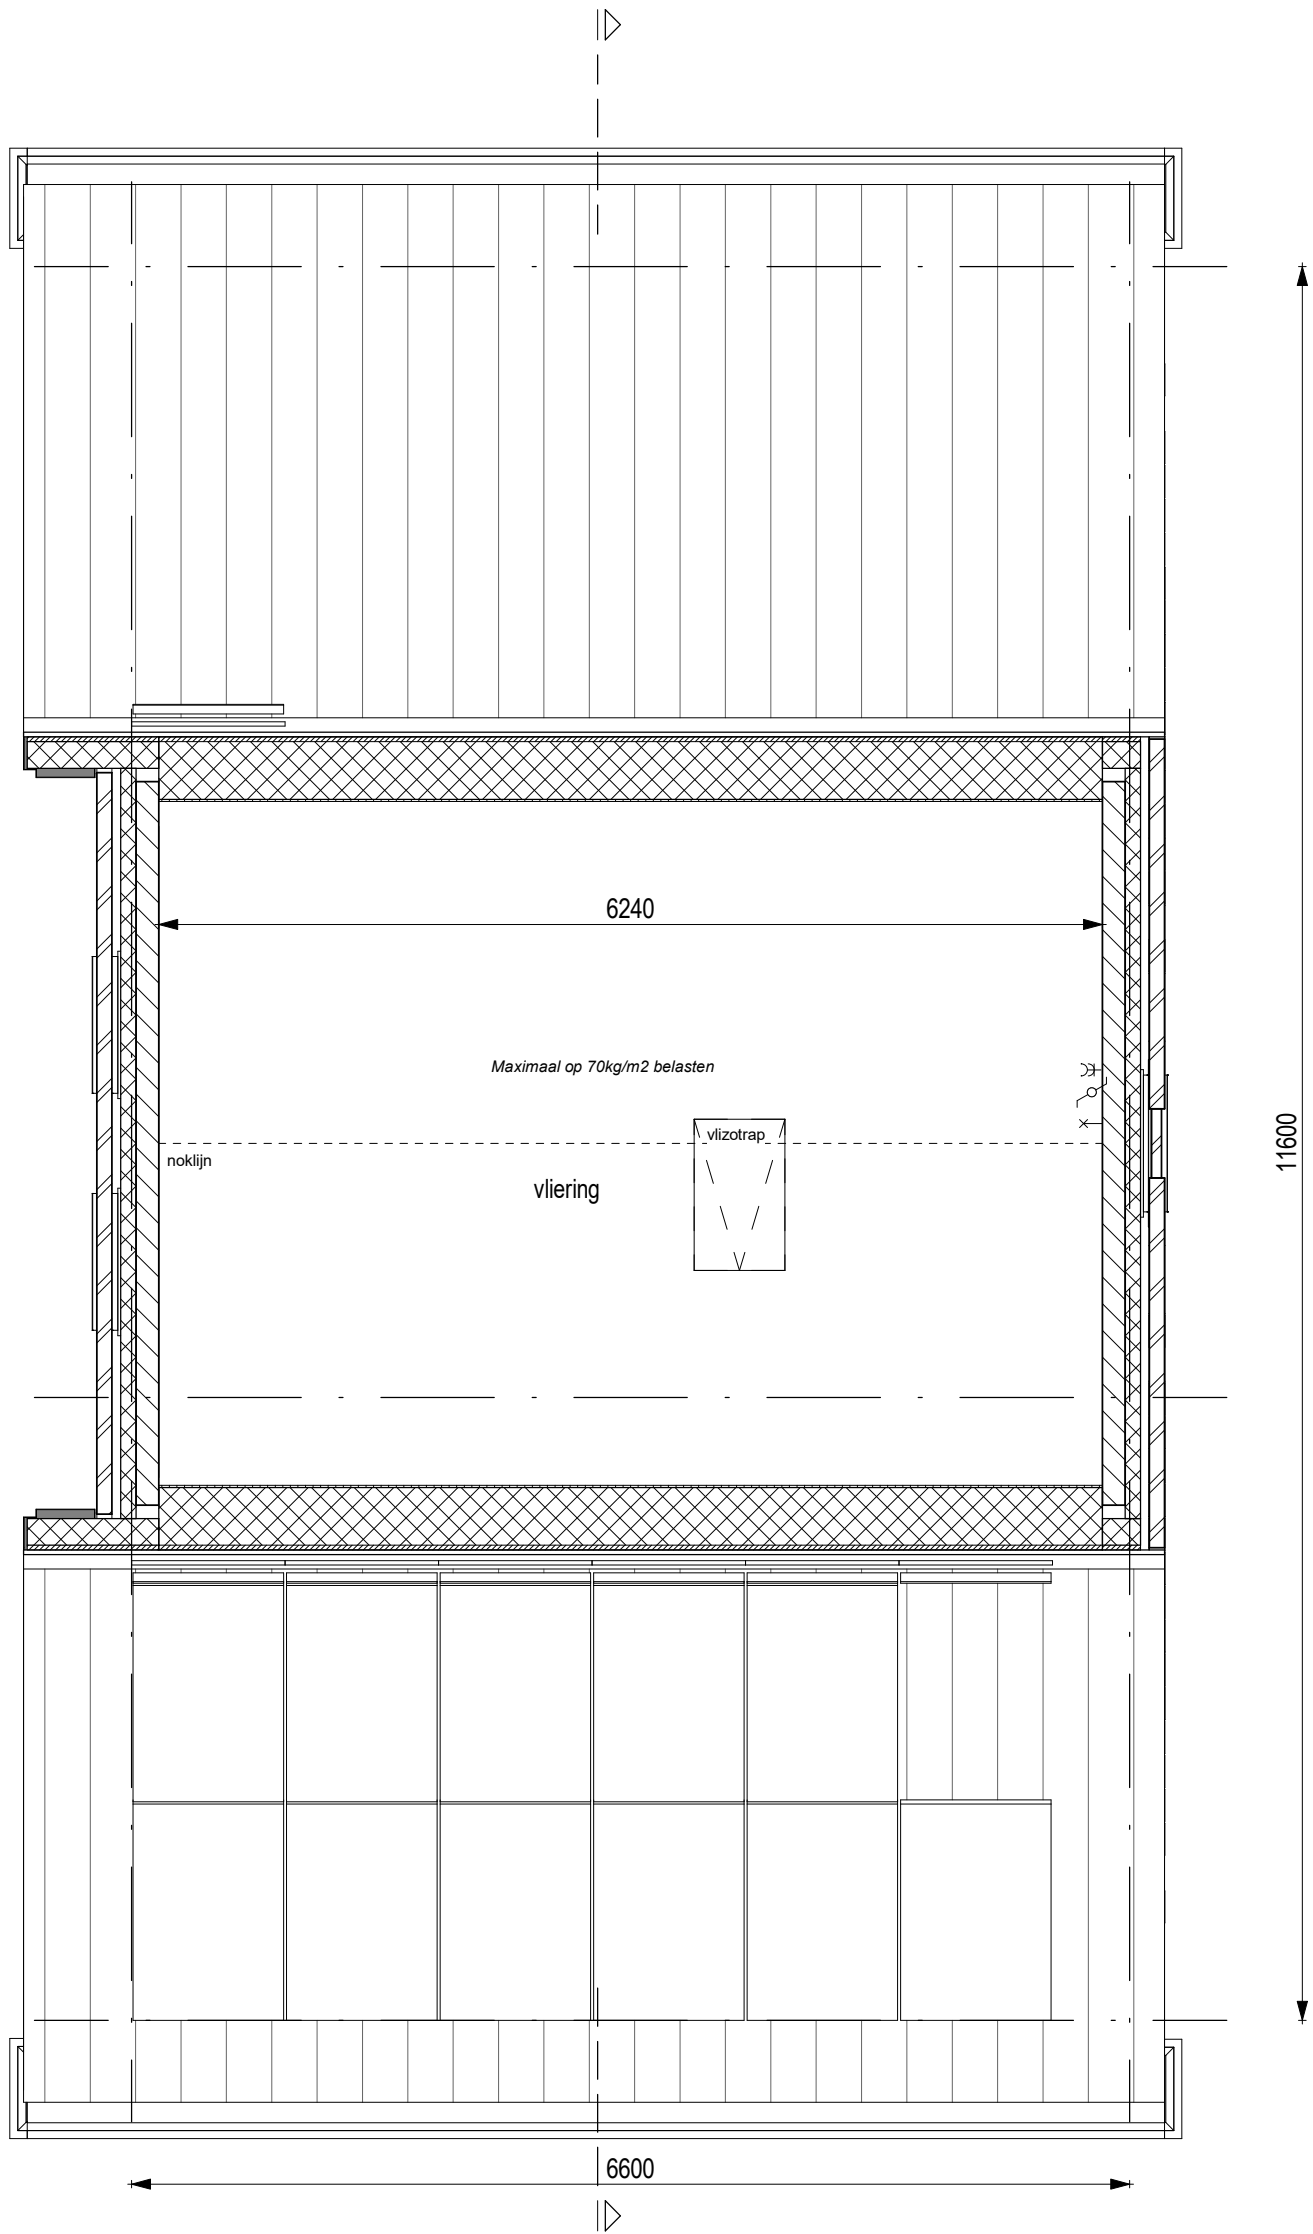 6240
Maximaal op 70kg/m2 belasten
vlizotrap
noklijn
vliering
11600
6600